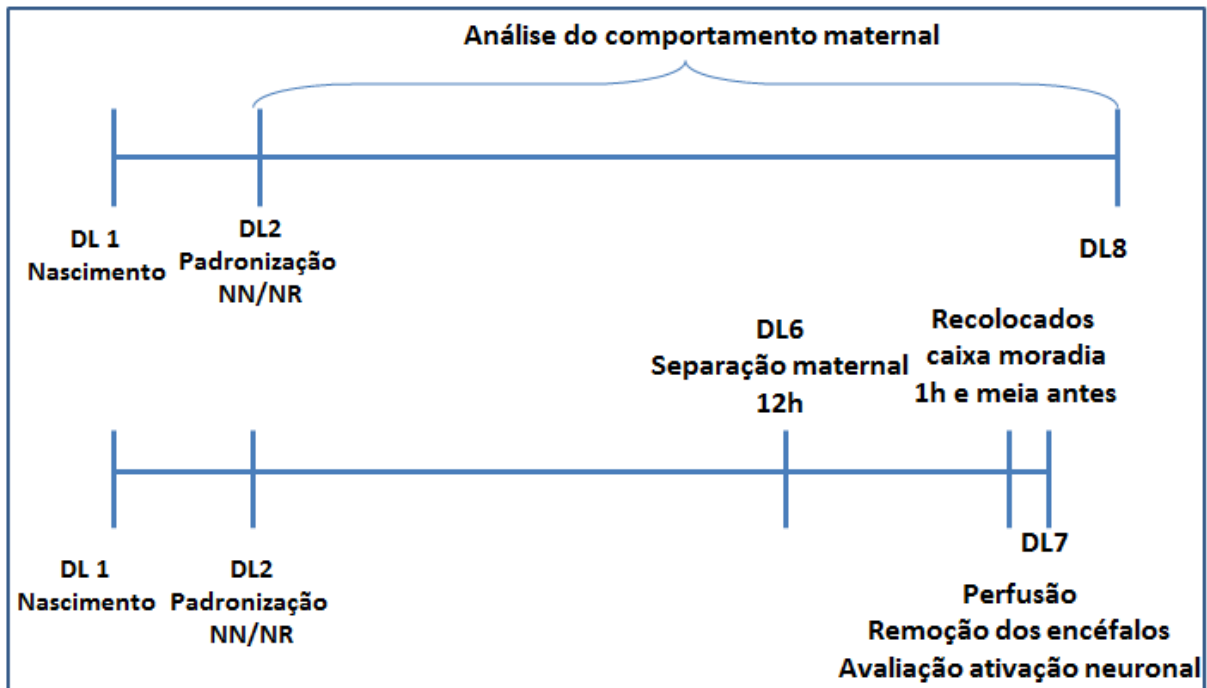 Análise do comportamento maternal
DL 1
Nascimento
DL2
Padronização
NN/NR
DL8
DL6
Separação maternal
12h
Recolocados
caixa moradia
1h e meia antes
DL 1
Nascimento
DL2
Padronização
NN/NR
DL7
Perfusão
Remoção dos encéfalos
Avaliação ativação neuronal